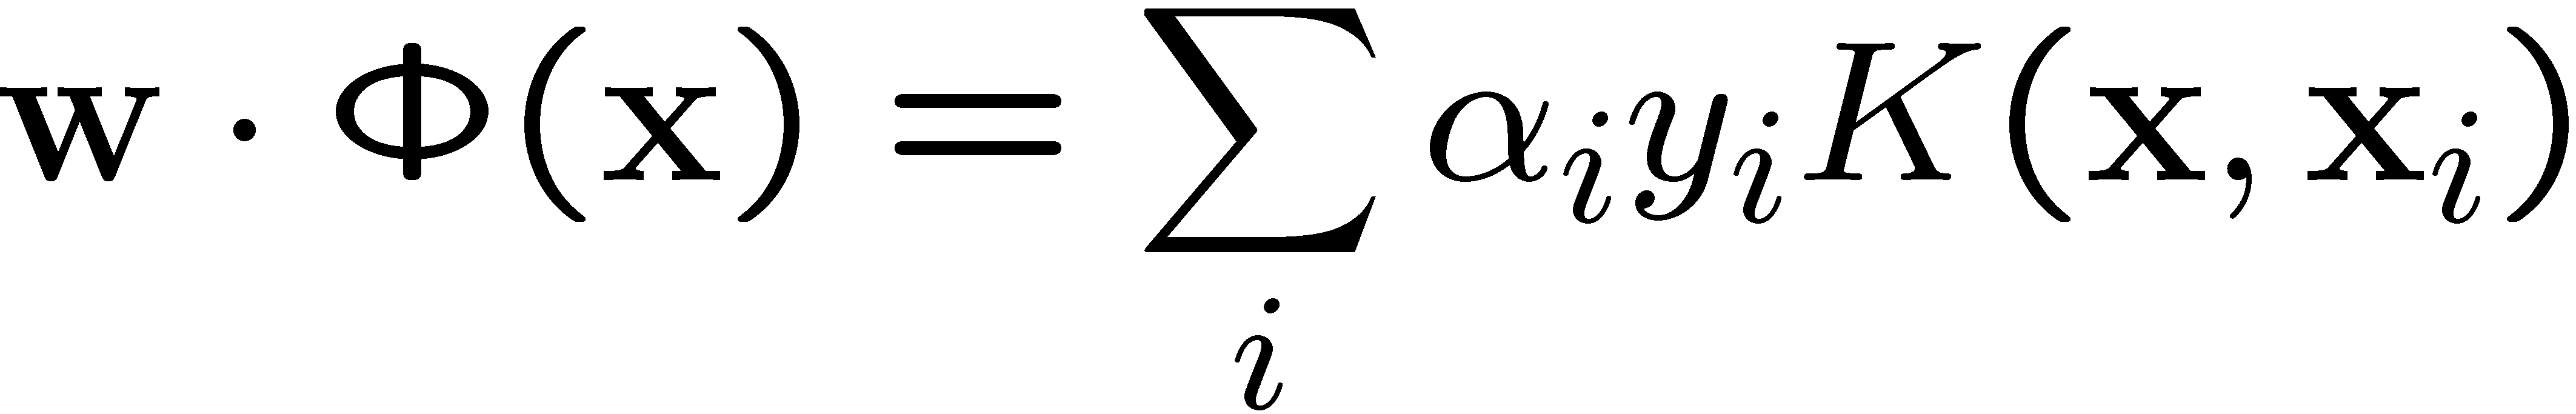 w · Φ(x) = ∑ᵢ αᵢyᵢK(x, xᵢ)